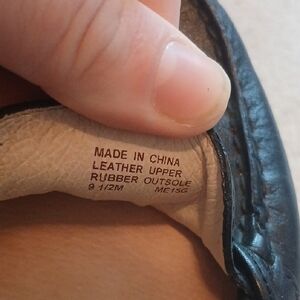 MADE IN CHINA
LEATHER UPPER
RUBBER OUTSOLE
9 1/2M ME15G